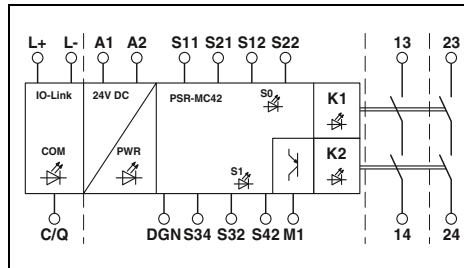 L+ L- A1 A2 S11 S21 S12 S22 13 23
IO-Link 24V DC PSR-MC42 S0 K1
COM PWR S1 K2
C/Q DGN S34 S32 S42 M1 14 24